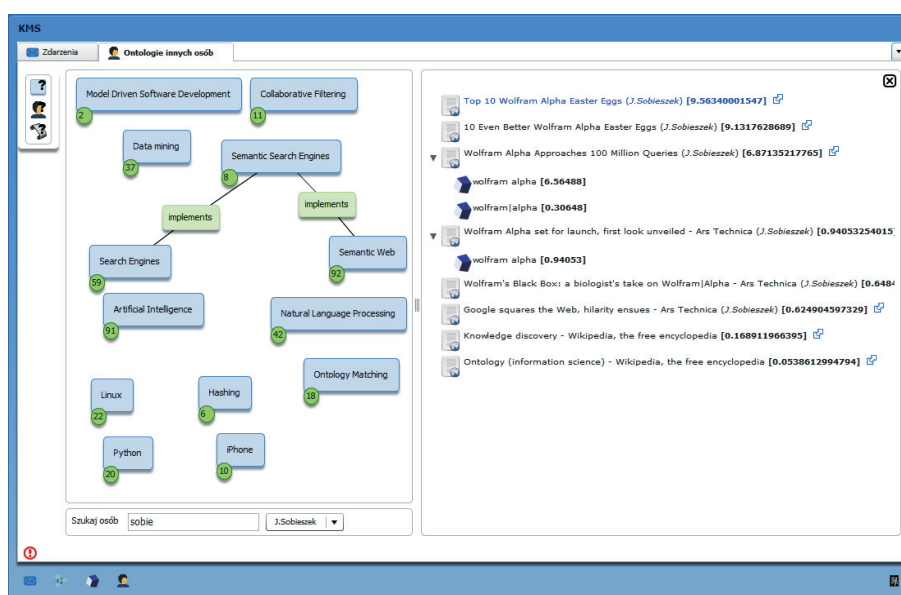 KMS
Zdarzenia
Ontologie innych osób
Model Driven Software Development
2
Collaborative Filtering
11
Data mining
37
Semantic Search Engines
8
implements
implements
Search Engines
59
Semantic Web
92
Artificial Intelligence
91
Natural Language Processing
42
Ontology Matching
18
Linux
22
Hashing
6
Python
20
iPhone
10
Szukaj osób
sobie
J.Sobieszek
Top 10 Wolfram Alpha Easter Eggs (J.Sobieszek) [9.56340001547]
10 Even Better Wolfram Alpha Easter Eggs (J.Sobieszek) [9.1317628689]
Wolfram Alpha Approaches 100 Million Queries (J.Sobieszek) [6.87135217765]
wolfram alpha [6.56488]
wolfram|alpha [0.30648]
Wolfram Alpha set for launch, first look unveiled - Ars Technica (J.Sobieszek) [0.94053254015]
wolfram alpha [0.94053]
Wolfram's Black Box: a biologist's take on Wolfram|Alpha - Ars Technica (J.Sobieszek) [0.648
Google squares the Web, hilarity ensues - Ars Technica (J.Sobieszek) [0.624904597329]
Knowledge discovery - Wikipedia, the free encyclopedia [0.168911966395]
Ontology (information science) - Wikipedia, the free encyclopedia [0.0538612994794]